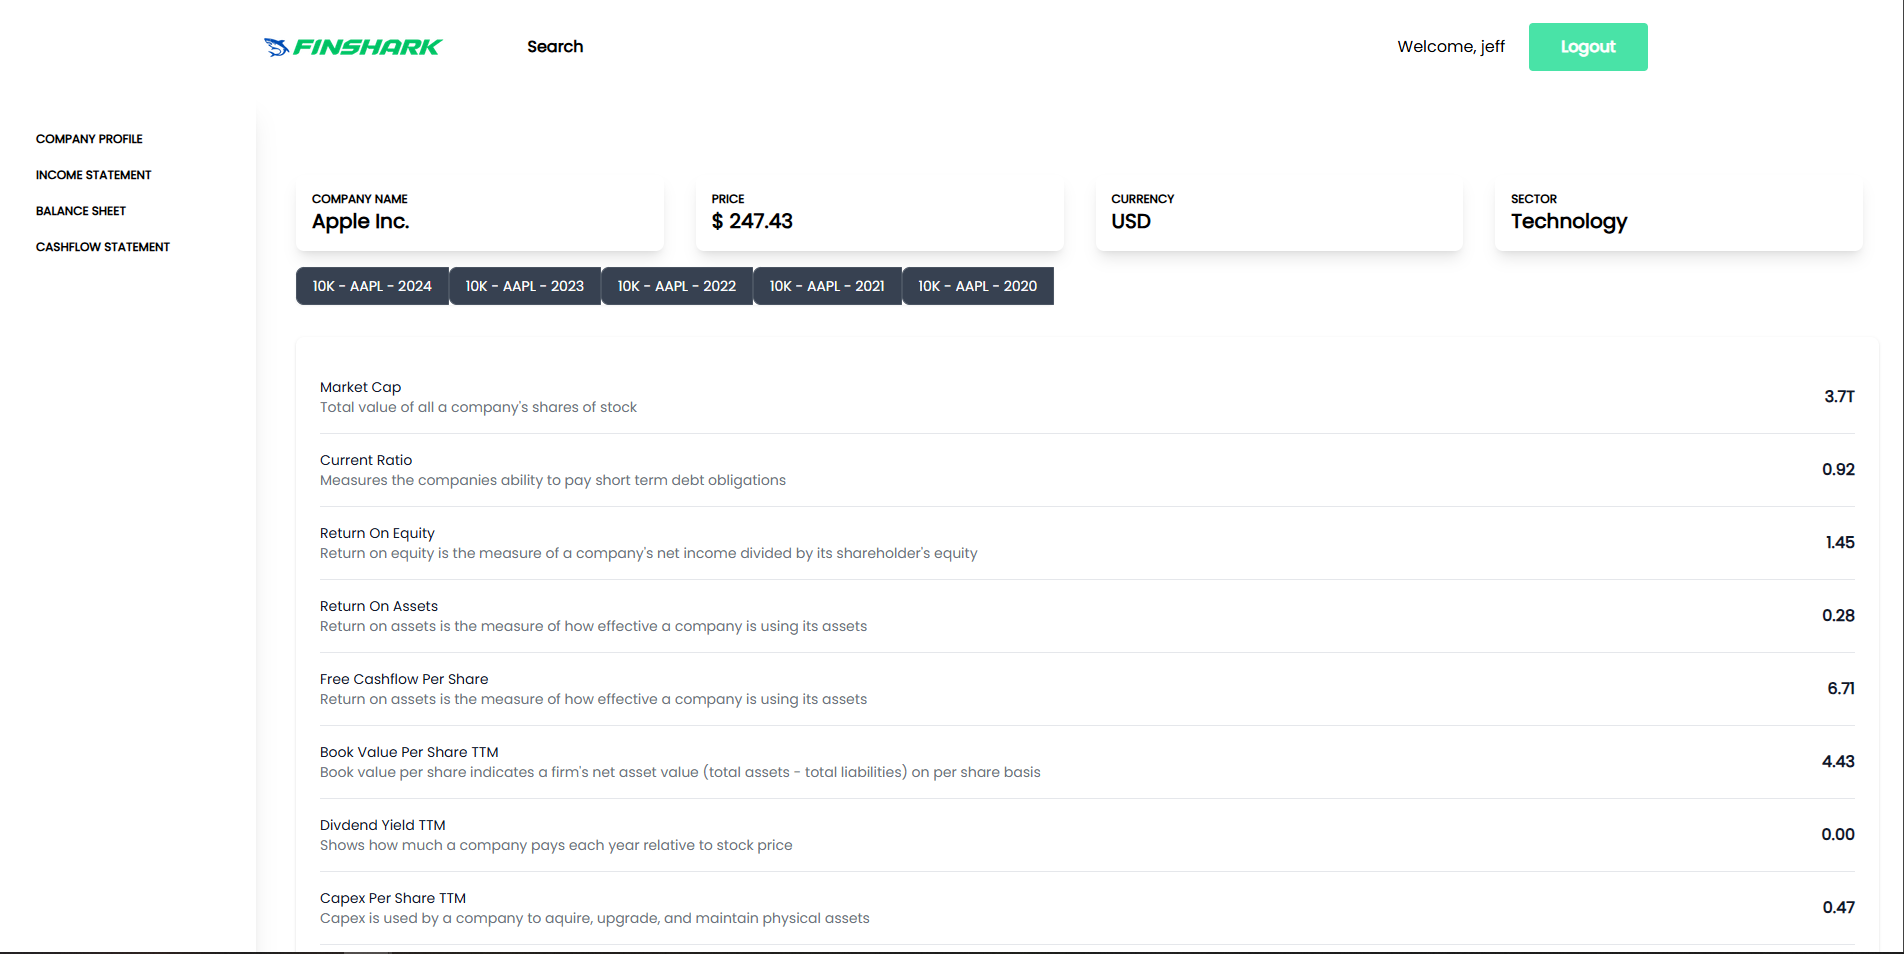 FINSHARK
Search
Welcome, jeff
Logout
COMPANY PROFILE
INCOME STATEMENT
BALANCE SHEET
CASHFLOW STATEMENT
COMPANY NAME
Apple Inc.
PRICE
$ 247.43
CURRENCY
USD
SECTOR
Technology
10K - AAPL - 2024
10K - AAPL - 2023
10K - AAPL - 2022
10K - AAPL - 2021
10K - AAPL - 2020
Market Cap
Total value of all a company's shares of stock
3.7T
Current Ratio
Measures the companies ability to pay short term debt obligations
0.92
Return On Equity
Return on equity is the measure of a company's net income divided by its shareholder's equity
1.45
Return On Assets
Return on assets is the measure of how effective a company is using its assets
0.28
Free Cashflow Per Share
Return on assets is the measure of how effective a company is using its assets
6.71
Book Value Per Share TTM
Book value per share indicates a firm's net asset value (total assets - total liabilities) on per share basis
4.43
Divdend Yield TTM
Shows how much a company pays each year relative to stock price
0.00
Capex Per Share TTM
Capex is used by a company to aquire, upgrade, and maintain physical assets
0.47